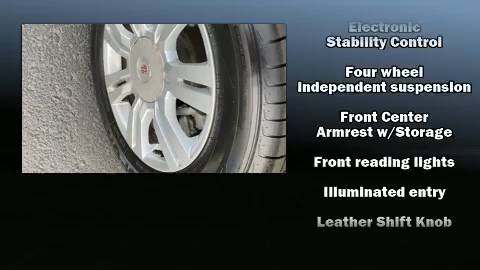 Electronic
Stability Control
Four wheel
Independent suspension
Front Center
Armrest w/Storage
Front reading lights
Illuminated entry
Leather Shift Knob